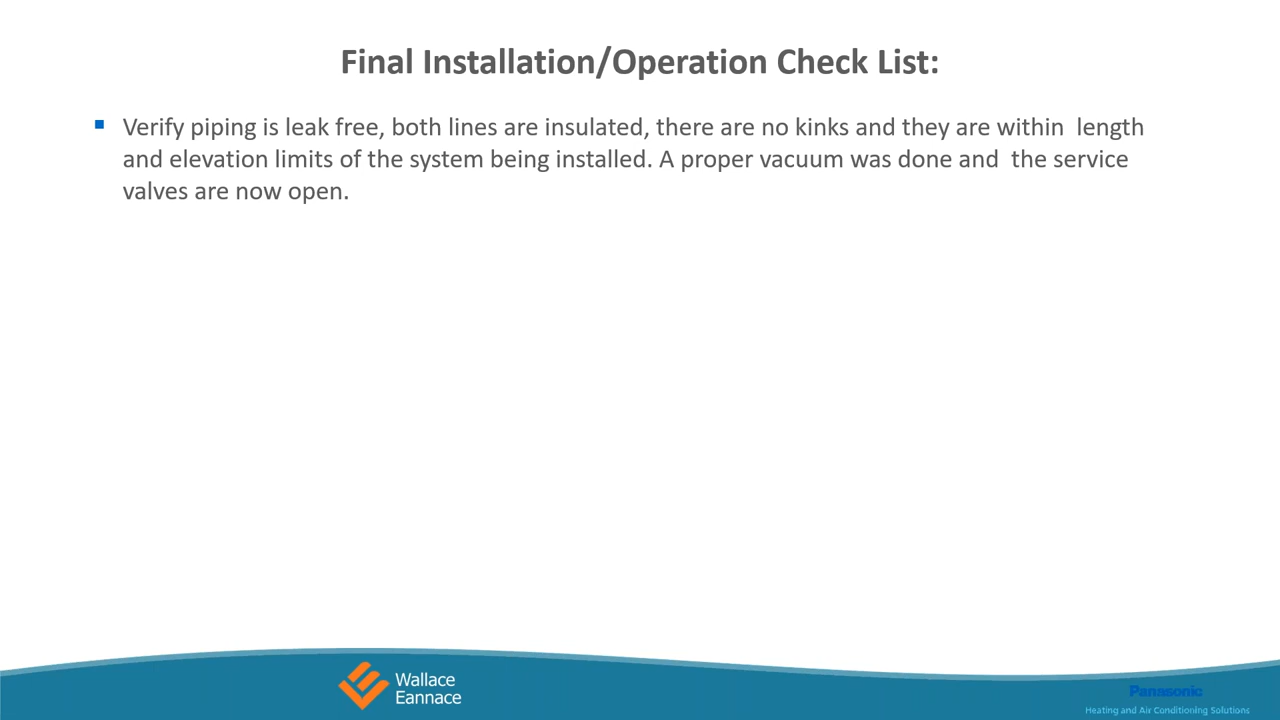 Final Installation/Operation Check List:
Verify piping is leak free, both lines are insulated, there are no kinks and they are within  length
and elevation limits of the system being installed. A proper vacuum was done and  the service
valves are now open.
Wallace
Eannace
Panasonic
Heating and Air Conditioning Solutions